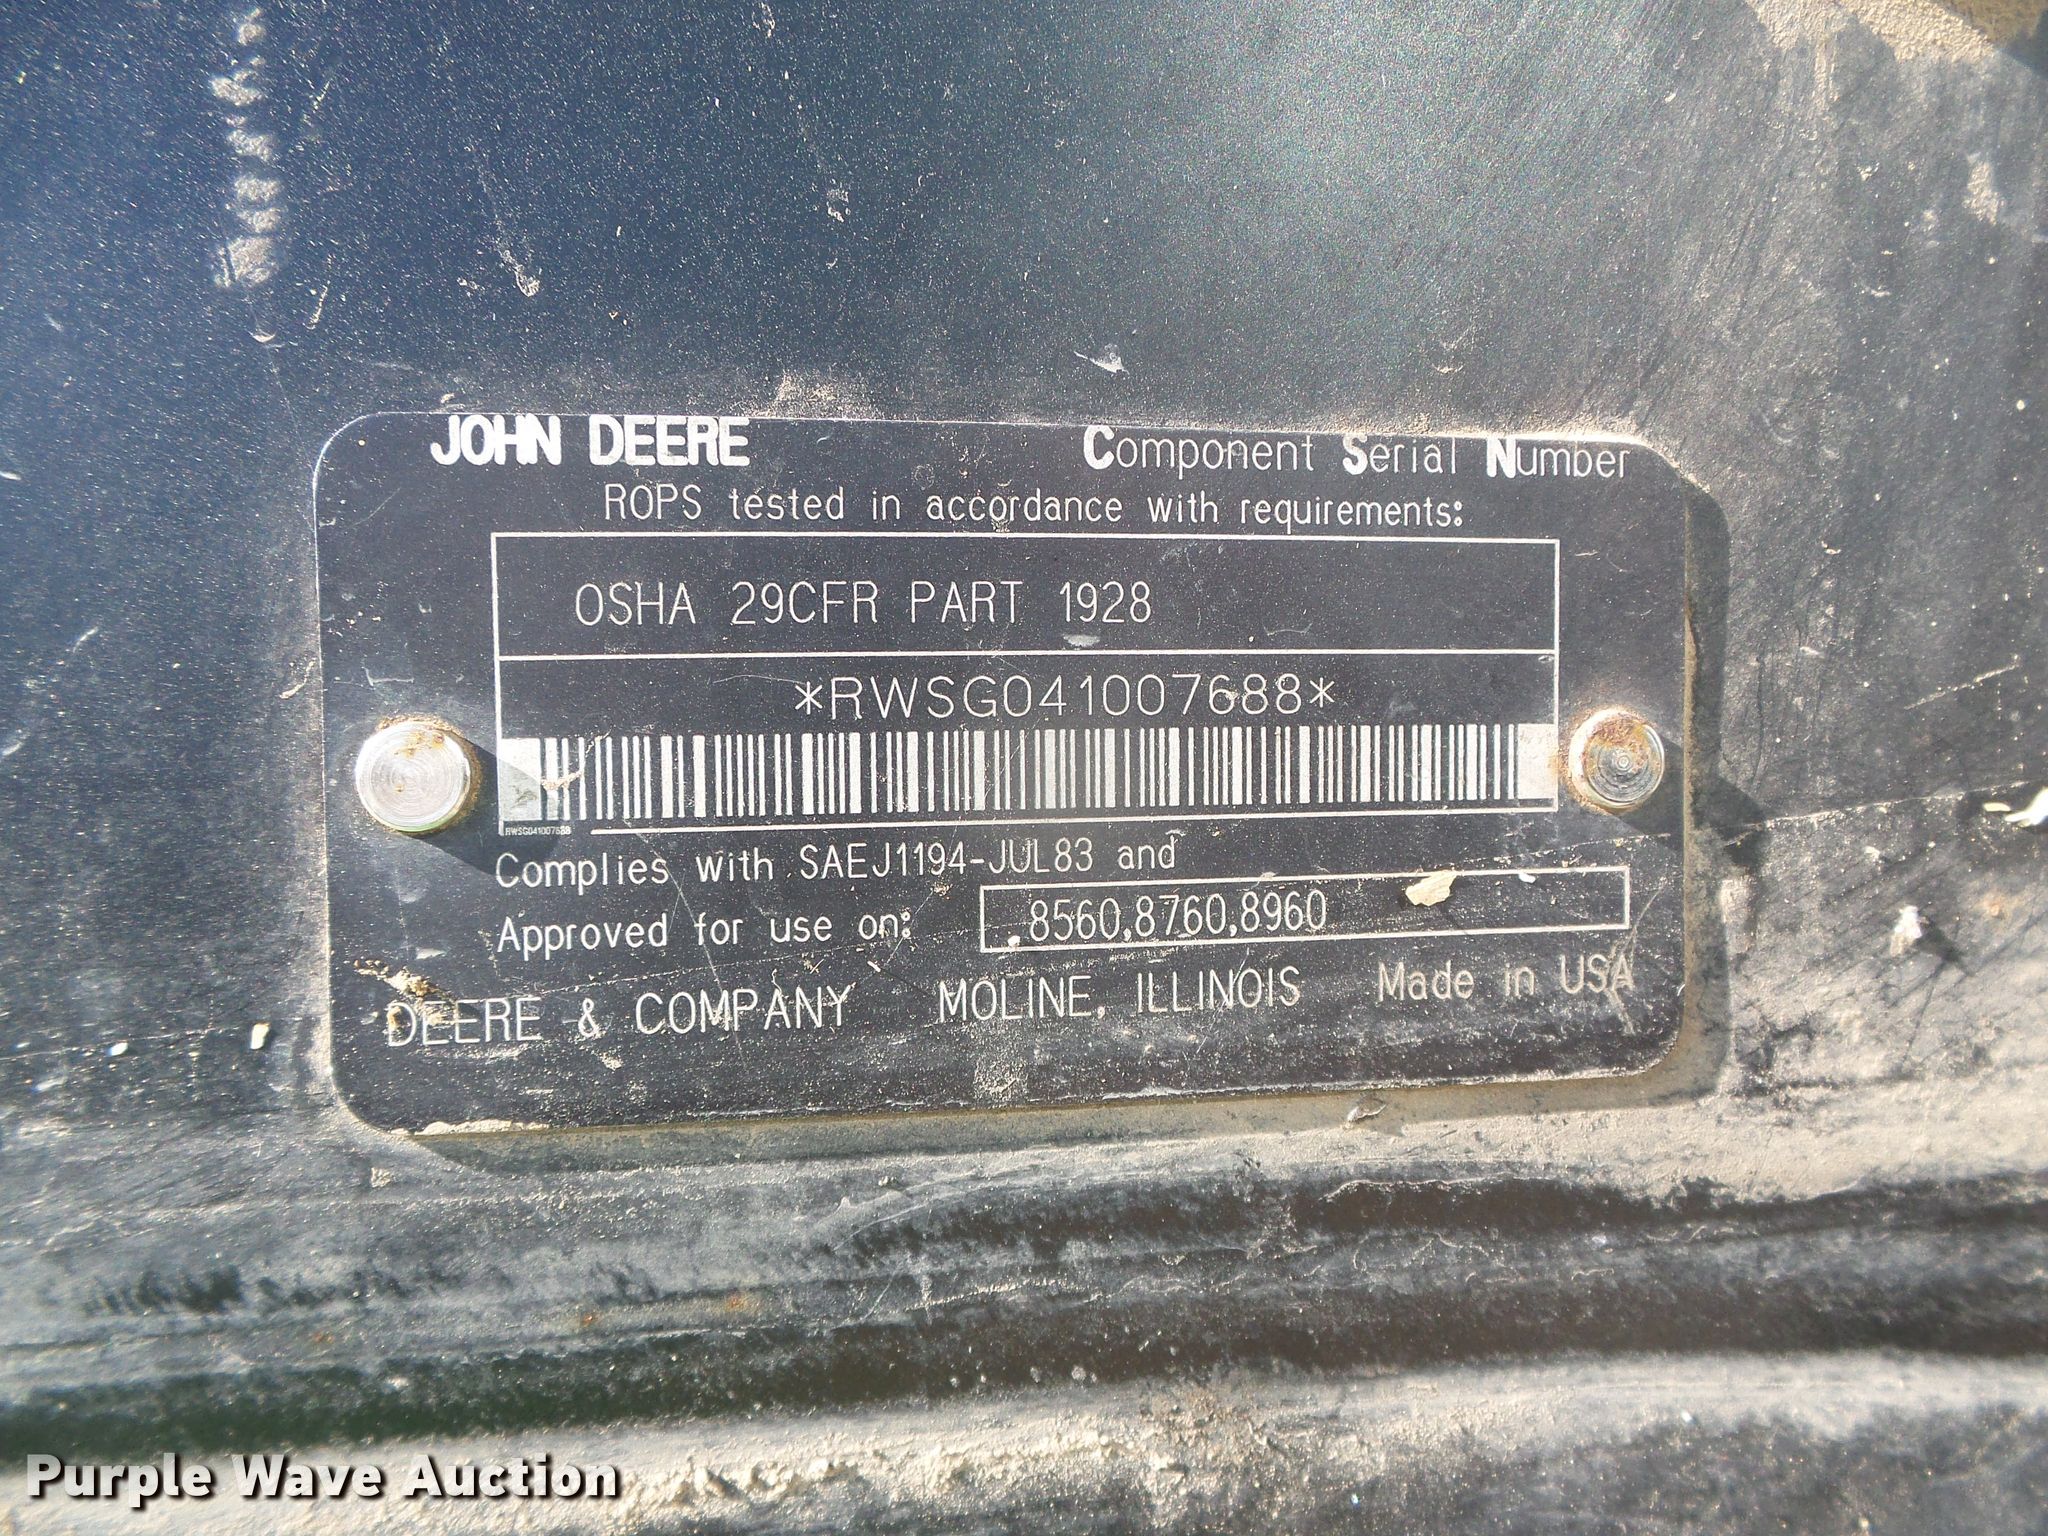 JOHN DEERE Component Serial Number
ROPS tested in accordance with requirements:
OSHA 29CFR PART 1928
*RWSG041007688*
RWSG041007688
Complies with SAEJ1194-JUL83 and
Approved for use on: 8560,8760,8960
DEERE & COMPANY MOLINE, ILLINOIS Made in USA
Purple Wave Auction